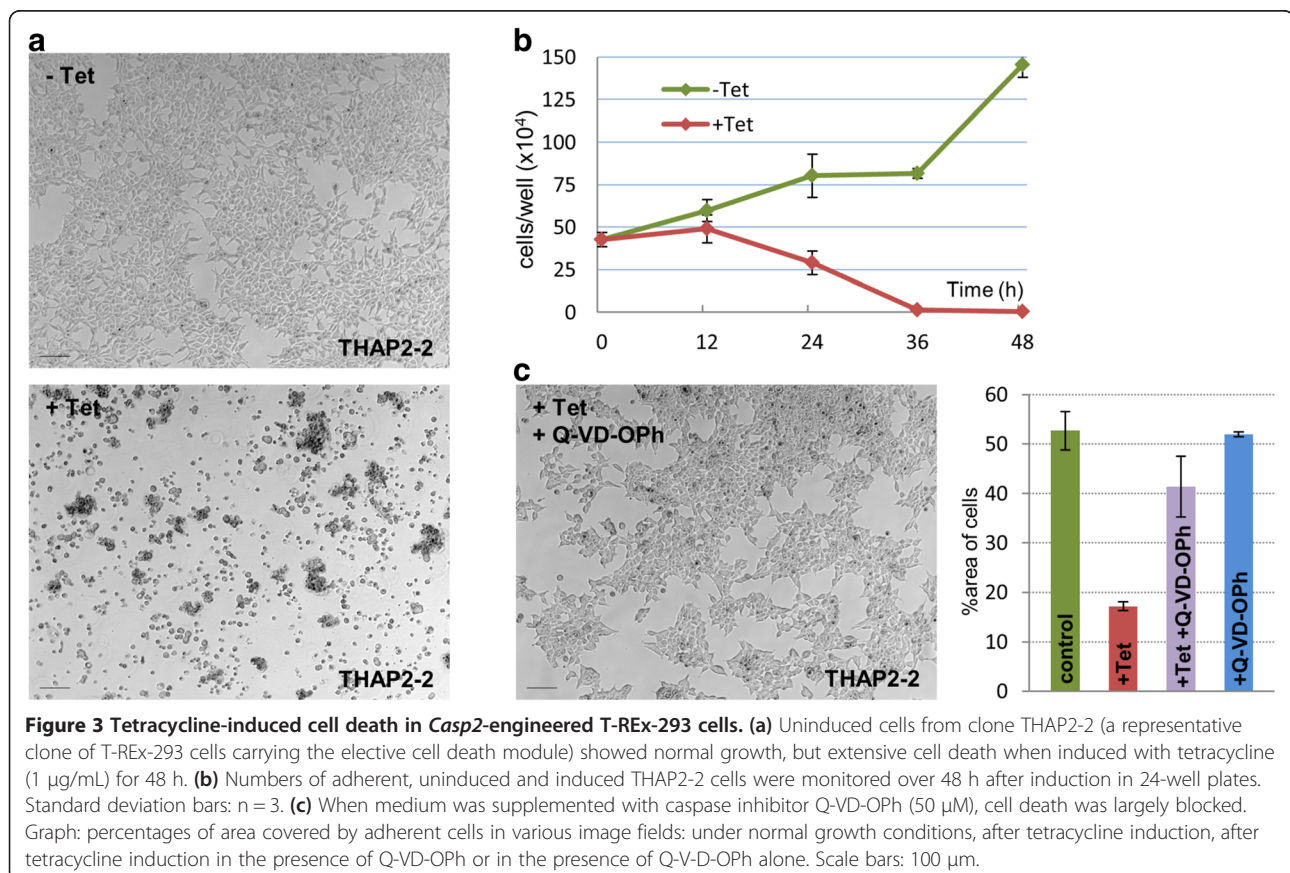 a
- Tet
THAP2-2
+ Tet
THAP2-2
b
150
125
100
75
50
25
0
cells/well (x10⁴)
-Tet
+Tet
Time (h)
0 12 24 36 48
c
+ Tet
+ Q-VD-OPh
THAP2-2
60
50
40
30
20
10
0
%area of cells
control
+Tet
+Tet +Q-VD-OPh
+Q-VD-OPh
Figure 3 Tetracycline-induced cell death in Casp2-engineered T-REx-293 cells. (a) Uninduced cells from clone THAP2-2 (a representative
clone of T-REx-293 cells carrying the elective cell death module) showed normal growth, but extensive cell death when induced with tetracycline
(1 μg/mL) for 48 h. (b) Numbers of adherent, uninduced and induced THAP2-2 cells were monitored over 48 h after induction in 24-well plates.
Standard deviation bars: n = 3. (c) When medium was supplemented with caspase inhibitor Q-VD-OPh (50 μM), cell death was largely blocked.
Graph: percentages of area covered by adherent cells in various image fields: under normal growth conditions, after tetracycline induction, after
tetracycline induction in the presence of Q-VD-OPh or in the presence of Q-V-D-OPh alone. Scale bars: 100 μm.